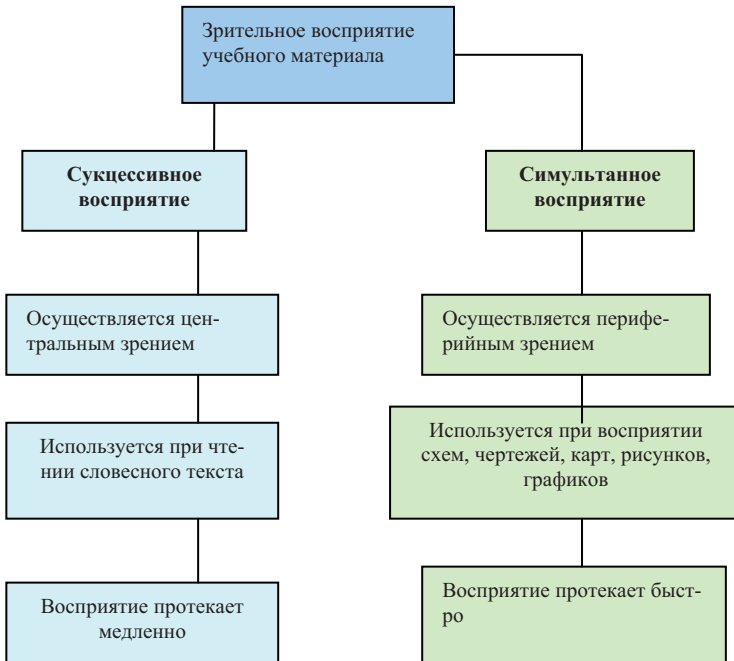 Зрительное восприятие
учебного материала
Сукцессивное
восприятие
Симультанное
восприятие
Осуществляется цен-
тральным зрением
Осуществляется перифе-
рийным зрением
Используется при чте-
нии словесного текста
Используется при восприятии
схем, чертежей, карт, рисунков,
графиков
Восприятие протекает
медленно
Восприятие протекает быст-
ро